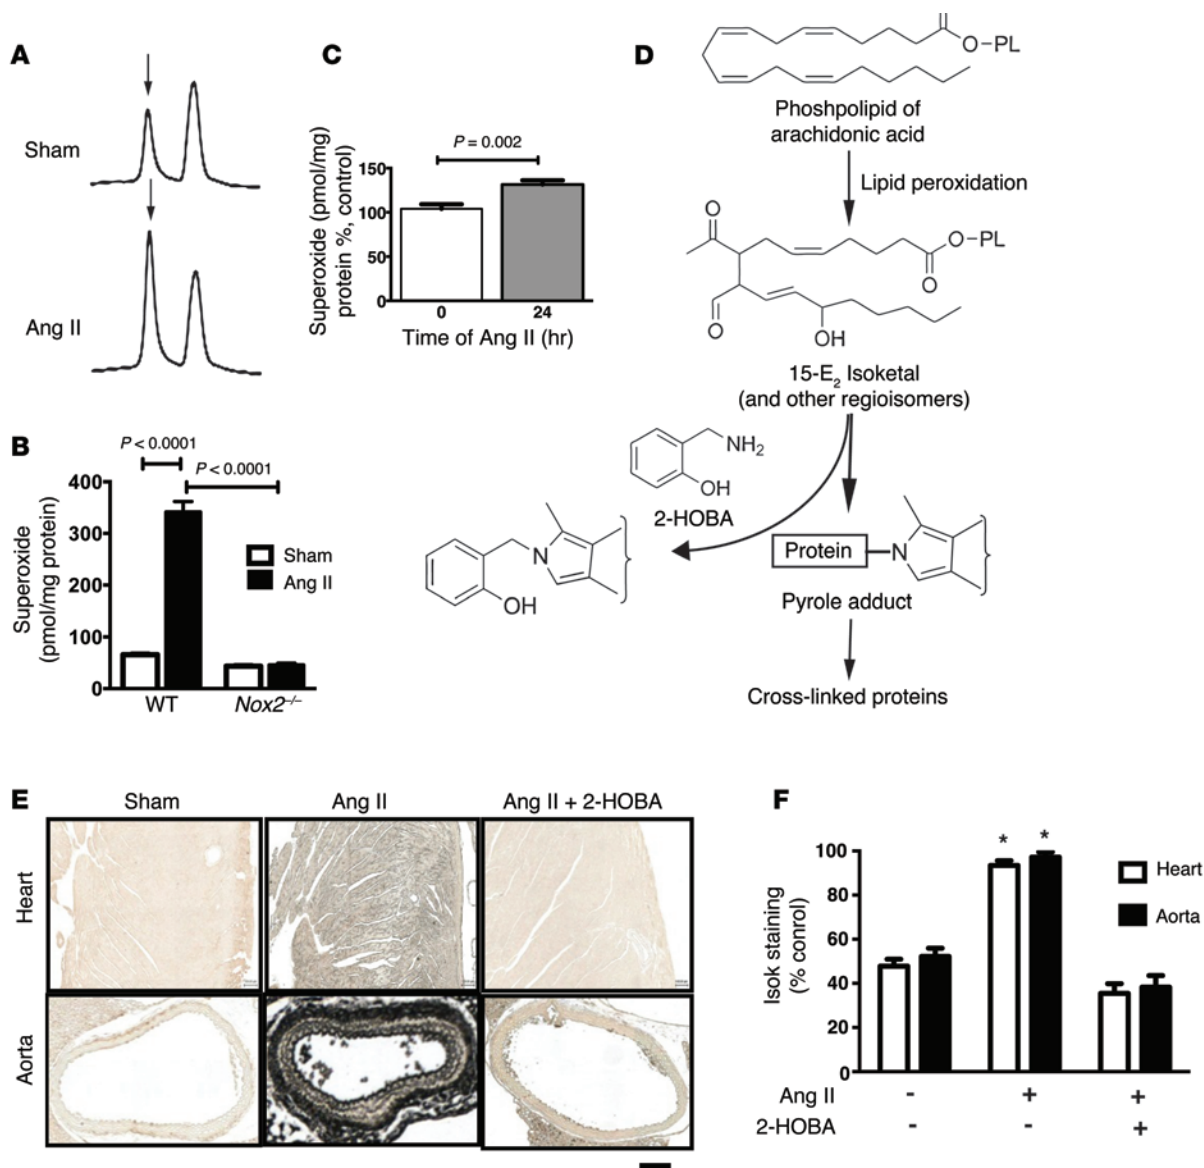 A
Sham
Ang II
B
P < 0.0001
P < 0.0001
Superoxide
(pmol/mg protein)
400
300
200
100
0
Sham
Ang II
WT
Nox2–/–
C
P = 0.002
Superoxide (pmol/mg
protein %, control)
150
100
50
0
0
24
Time of Ang II (hr)
D
O–PL
Phoshpolipid of
arachidonic acid
Lipid peroxidation
O
O–PL
O
O
OH
15-E2 Isoketal
(and other regioisomers)
NH2
OH
2-HOBA
N
OH
Protein
N
Pyrole adduct
Cross-linked proteins
E
Sham
Ang II
Ang II + 2-HOBA
Heart
Aorta
F
Isok staining
(% conirol)
100
80
60
40
20
0
*
*
Heart
Aorta
Ang II
-
+
+
2-HOBA
-
-
+